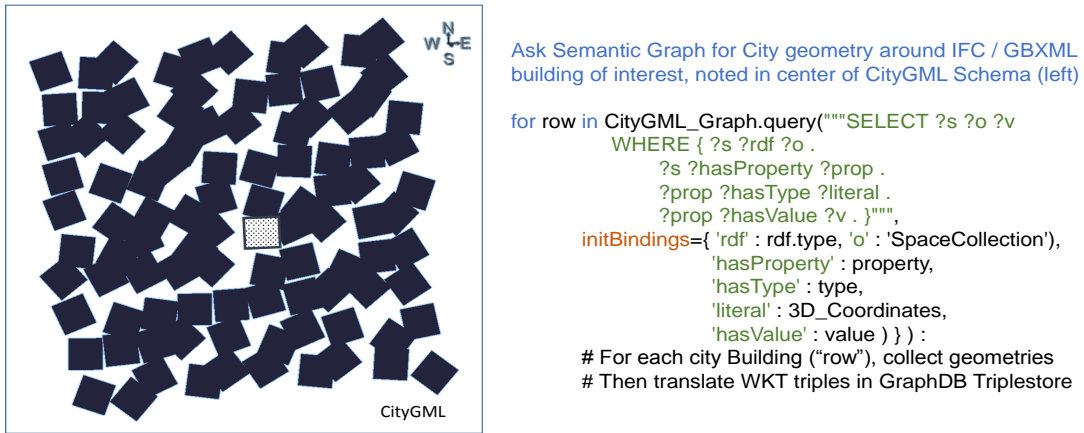 N
W E
S
CityGML
Ask Semantic Graph for City geometry around IFC / GBXML
building of interest, noted in center of CityGML Schema (left)
for row in CityGML_Graph.query("""SELECT ?s ?o ?v
WHERE { ?s ?rdf ?o .
?s ?hasProperty ?prop .
?prop ?hasType ?literal .
?prop ?hasValue ?v . }""",
initBindings={ 'rdf' : rdf.type, 'o' : 'SpaceCollection'),
'hasProperty' : property,
'hasType' : type,
'literal' : 3D_Coordinates,
'hasValue' : value ) } ) :
# For each city Building (“row”), collect geometries
# Then translate WKT triples in GraphDB Triplestore